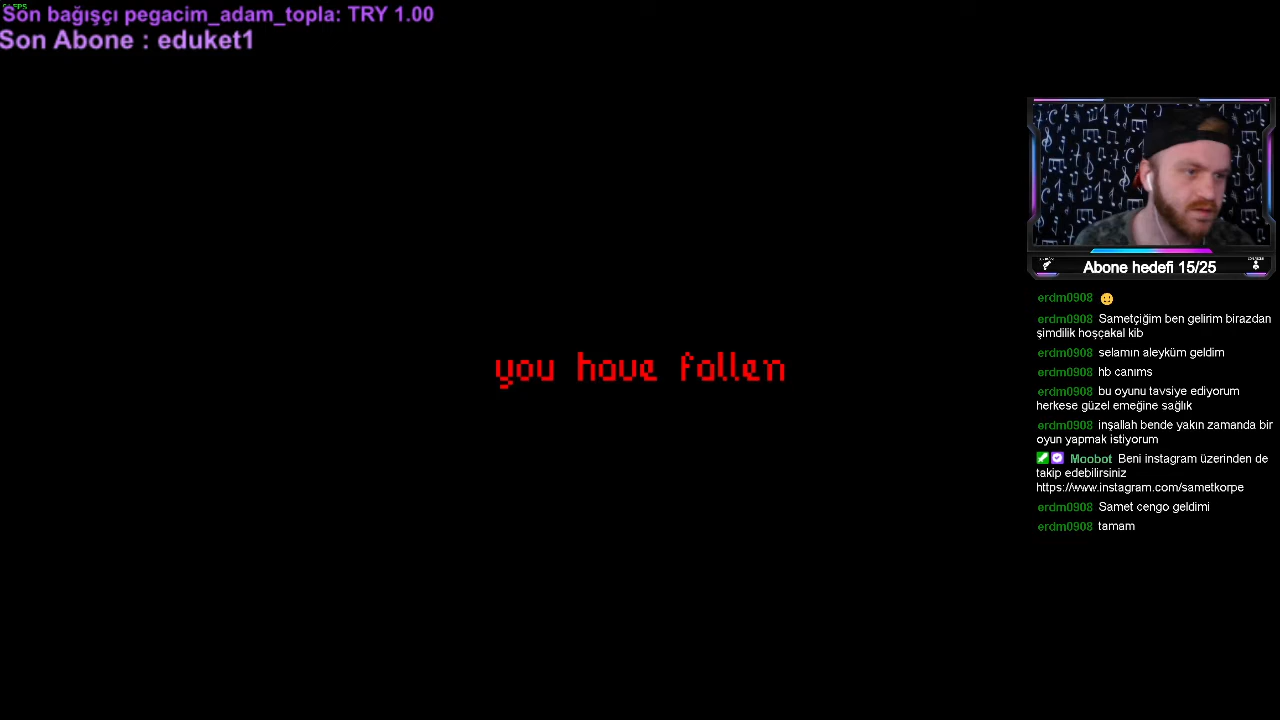 Son bağışçı pegacim_adam_topla: TRY 1.00
Son Abone : eduket1
you have fallen
Abone hedefi 15/25
erdm0908
erdm0908 Sametçiğim ben gelirim birazdan
şimdilik hoşçakal kib
erdm0908 selamın aleyküm geldim
erdm0908 hb canıms
erdm0908 bu oyunu tavsiye ediyorum
herkese güzel emeğine sağlık
erdm0908 inşallah bende yakın zamanda bir
oyun yapmak istiyorum
Moobot Beni instagram üzerinden de
takip edebilirsiniz
https://www.instagram.com/sametkorpe
erdm0908 Samet cengo geldimi
erdm0908 tamam